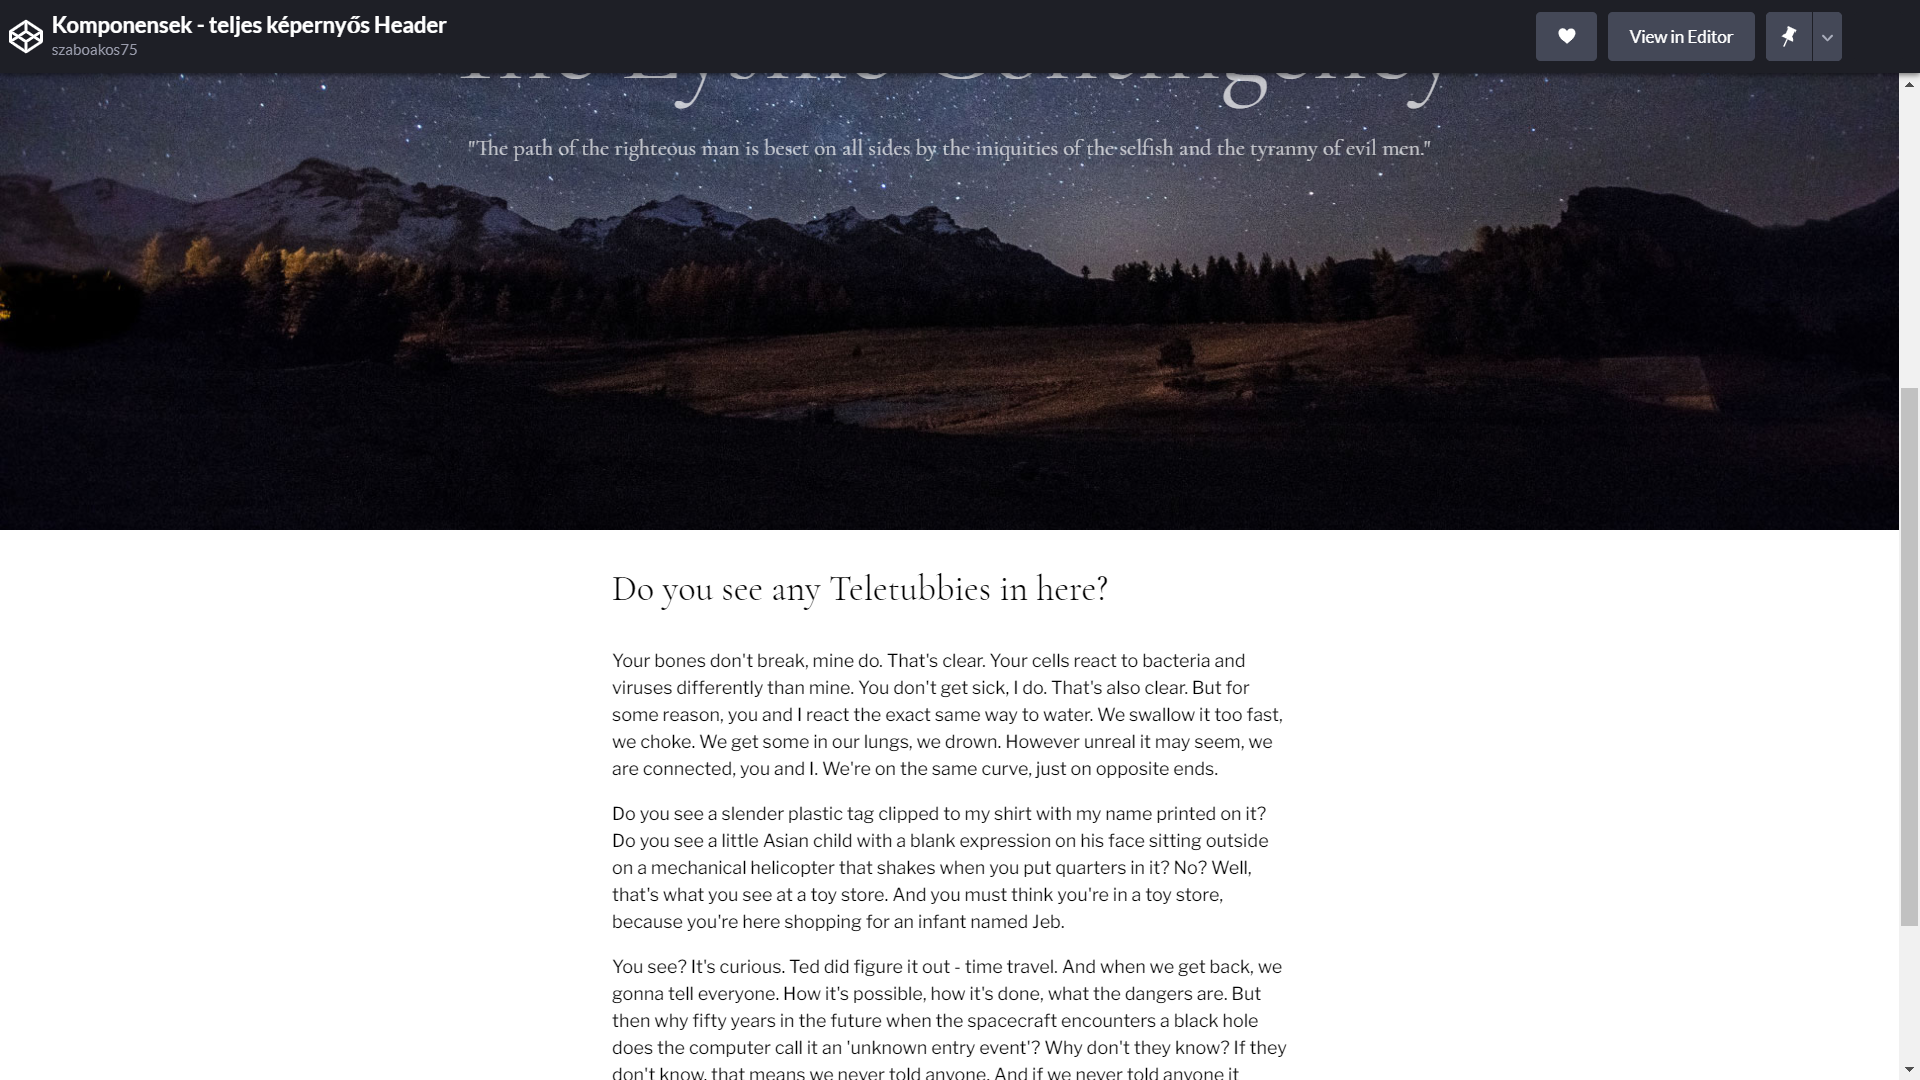 Komponensek - teljes képernyős Header
szaboakos75
View in Editor
The Lysine Contingency
"The path of the righteous man is beset on all sides by the iniquities of the selfish and the tyranny of evil men."
Do you see any Teletubbies in here?
Your bones don't break, mine do. That's clear. Your cells react to bacteria and
viruses differently than mine. You don't get sick, I do. That's also clear. But for
some reason, you and I react the exact same way to water. We swallow it too fast,
we choke. We get some in our lungs, we drown. However unreal it may seem, we
are connected, you and I. We're on the same curve, just on opposite ends.
Do you see a slender plastic tag clipped to my shirt with my name printed on it?
Do you see a little Asian child with a blank expression on his face sitting outside
on a mechanical helicopter that shakes when you put quarters in it? No? Well,
that's what you see at a toy store. And you must think you're in a toy store,
because you're here shopping for an infant named Jeb.
You see? It's curious. Ted did figure it out - time travel. And when we get back, we
gonna tell everyone. How it's possible, how it's done, what the dangers are. But
then why fifty years in the future when the spacecraft encounters a black hole
does the computer call it an 'unknown entry event'? Why don't they know? If they
don't know, that means we never told anyone. And if we never told anyone it